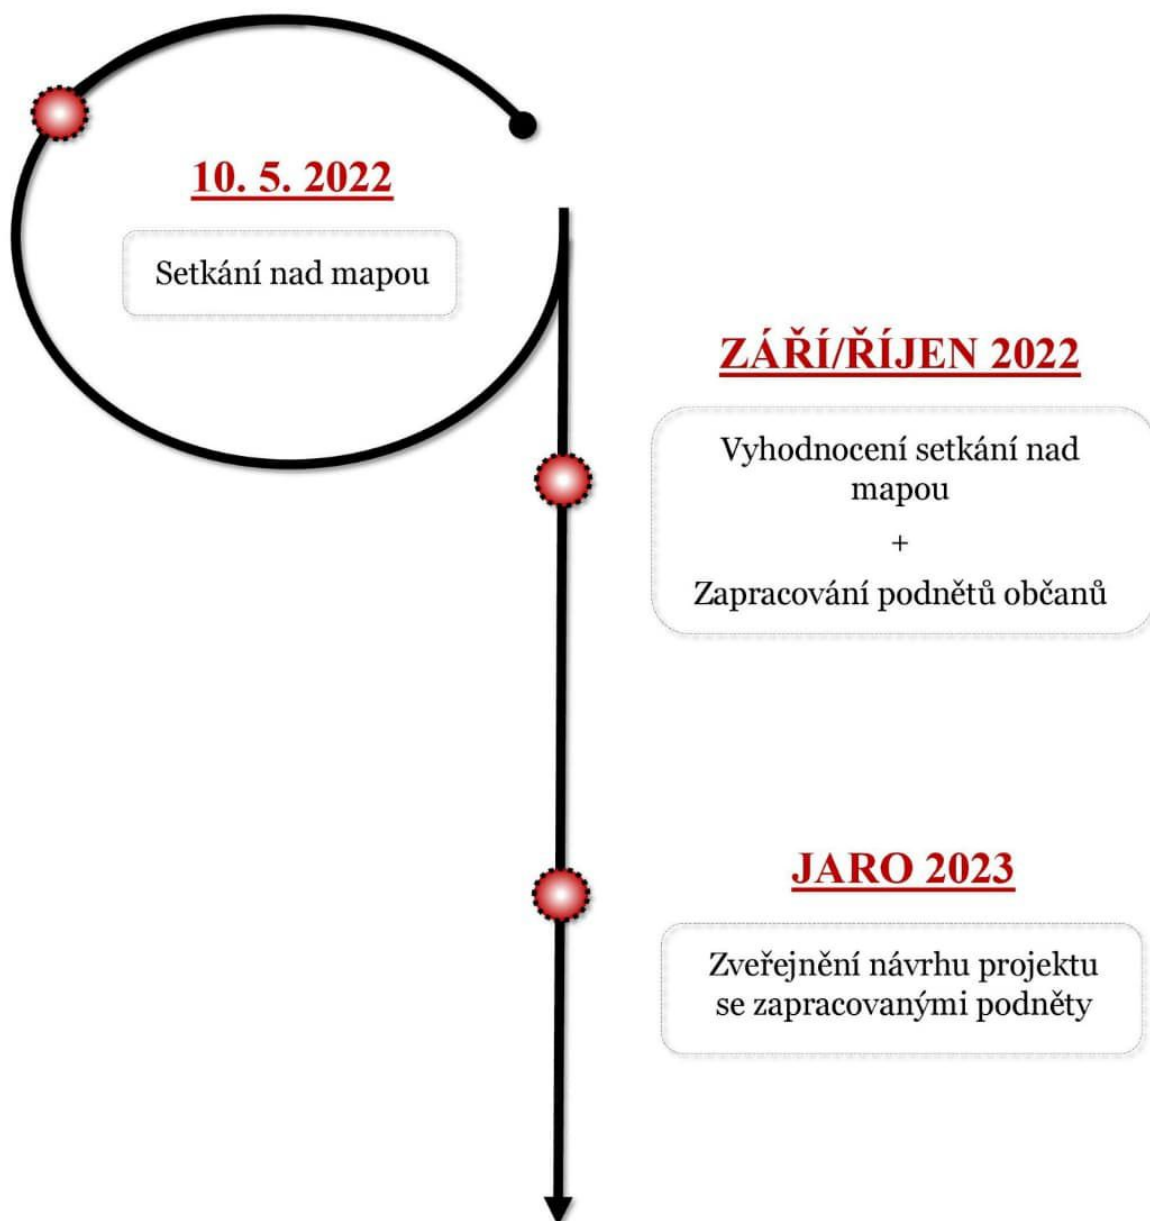 10. 5. 2022
Setkání nad mapou
ZÁŘÍ/ŘÍJEN 2022
Vyhodnocení setkání nad
mapou
+
Zapracování podnětů občanů
JARO 2023
Zveřejnění návrhu projektu
se zapracovanými podněty